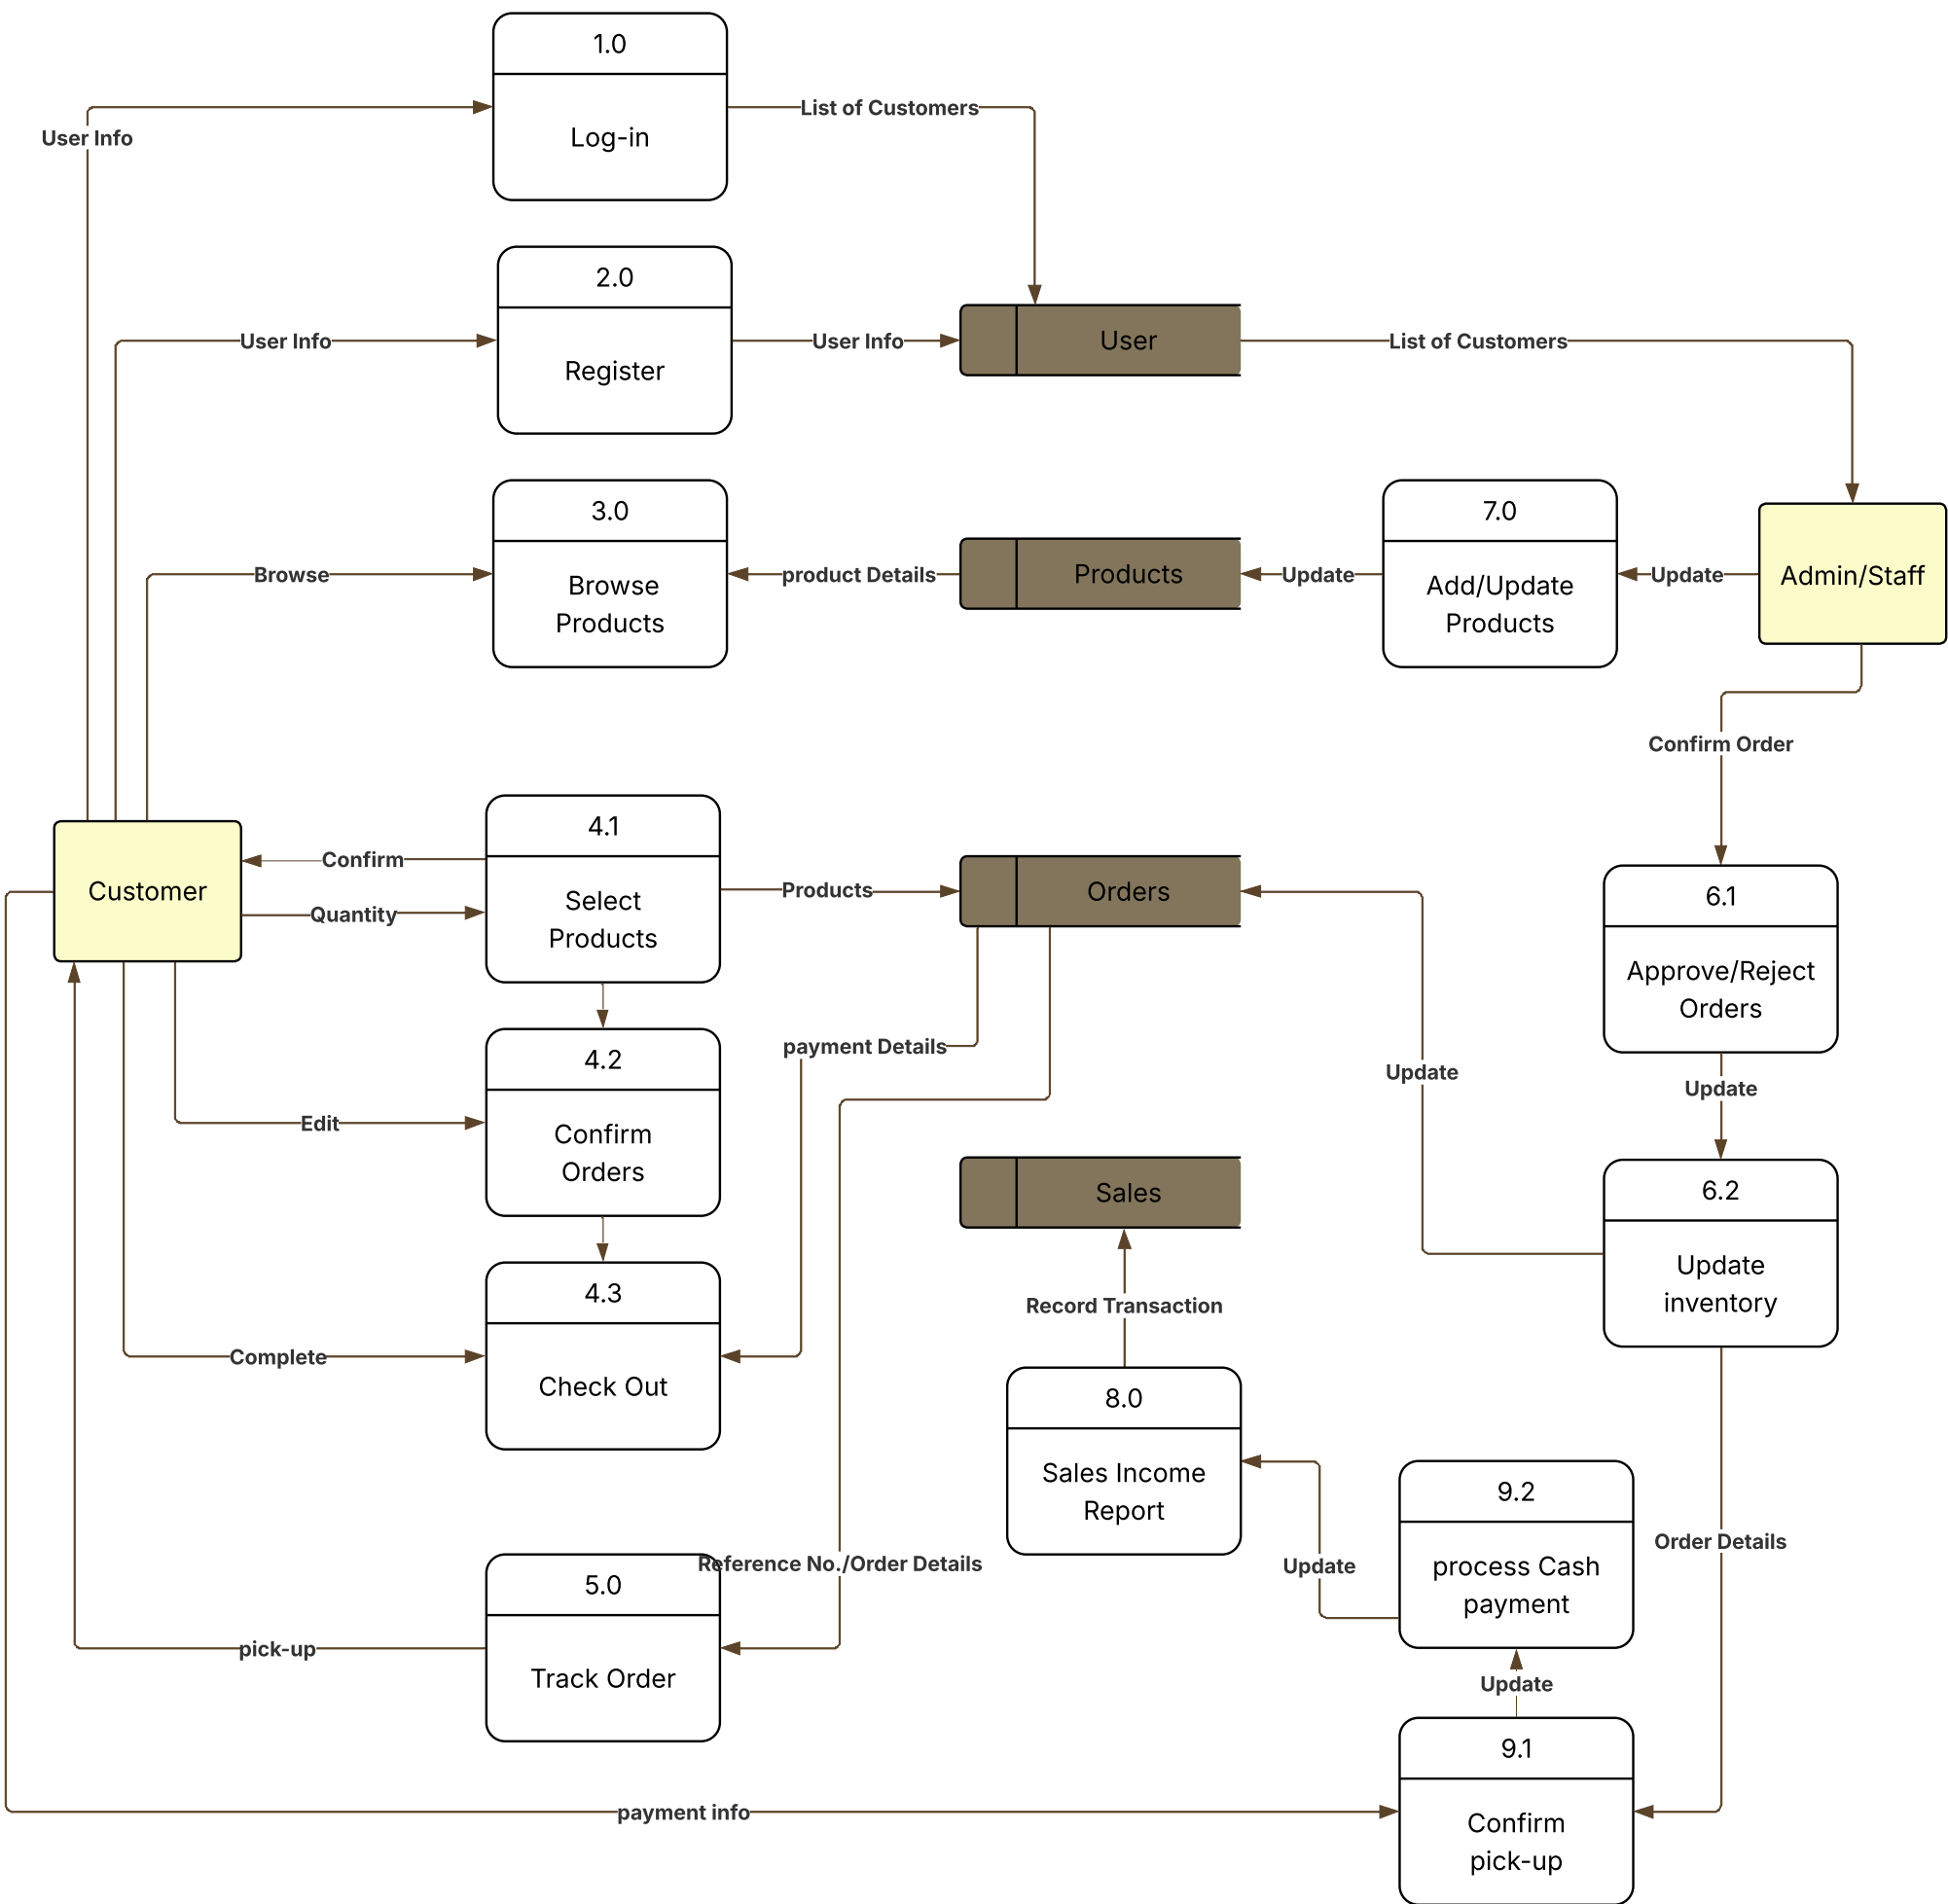 1.0
Log-in
User Info
List of Customers
2.0
Register
User Info
User Info
User
List of Customers
3.0
Browse
Products
Browse
product Details
Products
Update
7.0
Add/Update
Products
Update
Admin/Staff
Confirm Order
4.1
Select
Products
Confirm
Quantity
Customer
Products
Orders
6.1
Approve/Reject
Orders
Update
Update
payment Details
4.2
Confirm
Orders
Edit
Sales
6.2
Update
inventory
4.3
Check Out
Complete
Record Transaction
8.0
Sales Income
Report
9.2
process Cash
payment
Order Details
Update
Reference No./Order Details
5.0
Track Order
pick-up
Update
9.1
Confirm
pick-up
payment info